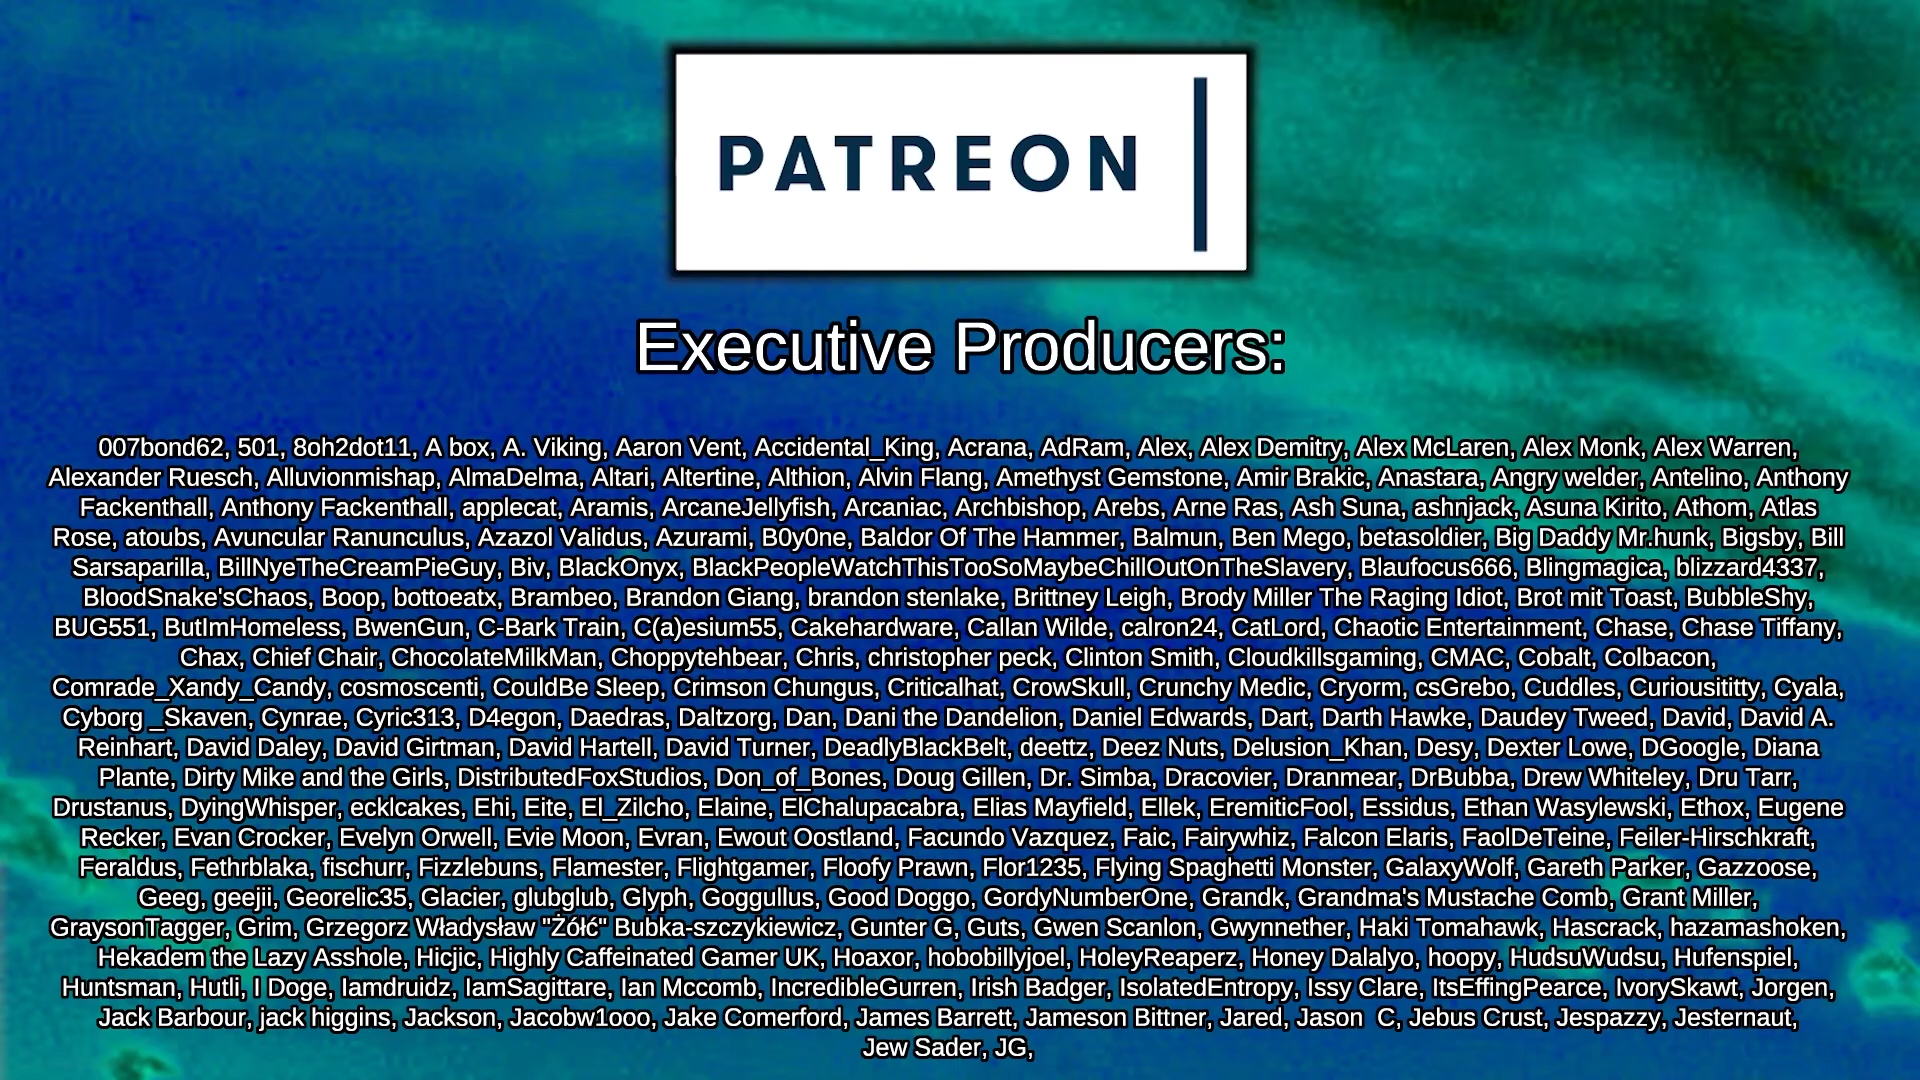 PATREON
Executive Producers:
007bond62, 501, 8oh2dot11, A box, A. Viking, Aaron Vent, Accidental_King, Acrana, AdRam, Alex, Alex Demitry, Alex McLaren, Alex Monk, Alex Warren,
Alexander Ruesch, Alluvionmishap, AlmaDelma, Altari, Altertine, Althion, Alvin Flang, Amethyst Gemstone, Amir Brakic, Anastara, Angry welder, Antelino, Anthony
Fackenthall, Anthony Fackenthall, applecat, Aramis, ArcaneJellyfish, Arcaniac, Archbishop, Arebs, Arne Ras, Ash Suna, ashnjack, Asuna Kirito, Athom, Atlas
Rose, atoubs, Avuncular Ranunculus, Azazol Validus, Azurami, B0y0ne, Baldor Of The Hammer, Balmun, Ben Mego, betasoldier, Big Daddy Mr.hunk, Bigsby, Bill
Sarsaparilla, BillNyeTheCreamPieGuy, Biv, BlackOnyx, BlackPeopleWatchThisTooSoMaybeChillOutOnTheSlavery, Blaufocus666, Blingmagica, blizzard4337,
BloodSnake'sChaos, Boop, bottoeatx, Brambeo, Brandon Giang, brandon stenlake, Brittney Leigh, Brody Miller The Raging Idiot, Brot mit Toast, BubbleShy,
BUG551, ButImHomeless, BwenGun, C-Bark Train, C(a)esium55, Cakehardware, Callan Wilde, calron24, CatLord, Chaotic Entertainment, Chase, Chase Tiffany,
Chax, Chief Chair, ChocolateMilkMan, Choppytehbear, Chris, christopher peck, Clinton Smith, Cloudkillsgaming, CMAC, Cobalt, Colbacon,
Comrade_Xandy_Candy, cosmoscenti, CouldBe Sleep, Crimson Chungus, Criticalhat, CrowSkull, Crunchy Medic, Cryorm, csGrebo, Cuddles, Curiousititty, Cyala,
Cyborg _Skaven, Cynrae, Cyric313, D4egon, Daedras, Daltzorg, Dan, Dani the Dandelion, Daniel Edwards, Dart, Darth Hawke, Daudey Tweed, David, David A.
Reinhart, David Daley, David Girtman, David Hartell, David Turner, DeadlyBlackBelt, deettz, Deez Nuts, Delusion_Khan, Desy, Dexter Lowe, DGoogle, Diana
Plante, Dirty Mike and the Girls, DistributedFoxStudios, Don_of_Bones, Doug Gillen, Dr. Simba, Dracovier, Dranmear, DrBubba, Drew Whiteley, Dru Tarr,
Drustanus, DyingWhisper, ecklcakes, Ehi, Eite, El_Zilcho, Elaine, ElChalupacabra, Elias Mayfield, Ellek, EremiticFool, Essidus, Ethan Wasylewski, Ethox, Eugene
Recker, Evan Crocker, Evelyn Orwell, Evie Moon, Evran, Ewout Oostland, Facundo Vazquez, Faic, Fairywhiz, Falcon Elaris, FaolDeTeine, Feiler-Hirschkraft,
Feraldus, Fethrblaka, fischurr, Fizzlebuns, Flamester, Flightgamer, Floofy Prawn, Flor1235, Flying Spaghetti Monster, GalaxyWolf, Gareth Parker, Gazzoose,
Geeg, geejii, Georelic35, Glacier, glubglub, Glyph, Goggullus, Good Doggo, GordyNumberOne, Grandk, Grandma's Mustache Comb, Grant Miller,
GraysonTagger, Grim, Grzegorz Władysław "Żółć" Bubka-szczykiewicz, Gunter G, Guts, Gwen Scanlon, Gwynnether, Haki Tomahawk, Hascrack, hazamashoken,
Hekadem the Lazy Asshole, Hicjic, Highly Caffeinated Gamer UK, Hoaxor, hobobillyjoel, HoleyReaperz, Honey Dalalyo, hoopy, HudsuWudsu, Hufenspiel,
Huntsman, Hutli, I Doge, Iamdruidz, IamSagittare, Ian Mccomb, IncredibleGurren, Irish Badger, IsolatedEntropy, Issy Clare, ItsEffingPearce, IvorySkawt, Jorgen,
Jack Barbour, jack higgins, Jackson, Jacobw1ooo, Jake Comerford, James Barrett, Jameson Bittner, Jared, Jason  C, Jebus Crust, Jespazzy, Jesternaut,
Jew Sader, JG,